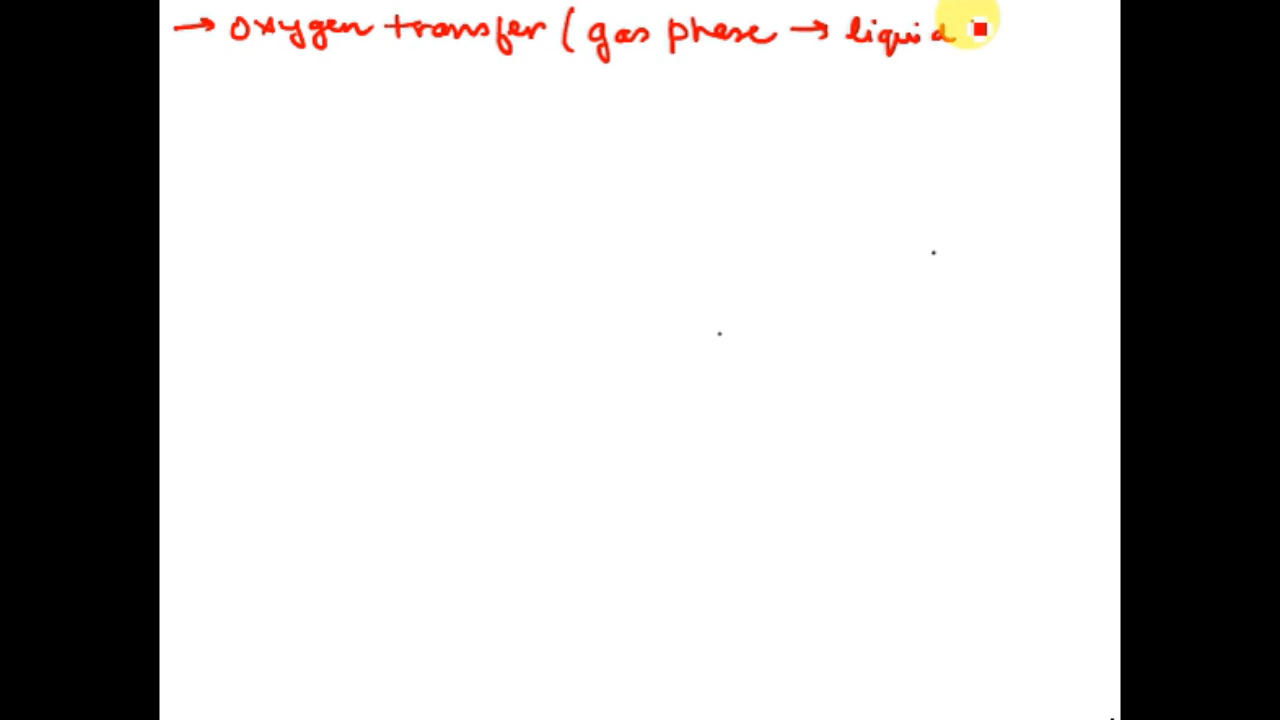 → oxygen transfer ( gas phase → liquid